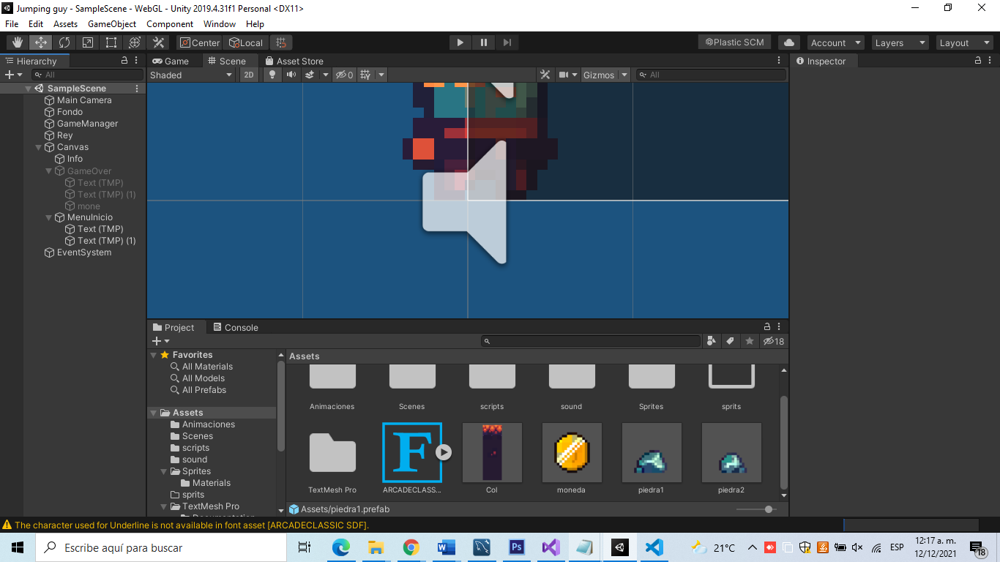 Jumping guy - SampleScene - WebGL - Unity 2019.4.31f1 Personal <DX11>
File Edit Assets GameObject Component Window Help
Center Local Plastic SCM Account Layers Layout
Hierarchy Game Scene Asset Store Inspector
All Shaded 2D 0 Gizmos All
SampleScene
Main Camera
Fondo
GameManager
Rey
Canvas
Info
GameOver
Text (TMP)
Text (TMP) (1)
mone
MenuInicio
Text (TMP)
Text (TMP) (1)
EventSystem
Project Console
18
Favorites
All Materials
All Models
All Prefabs
Assets
Animaciones
Scenes
scripts
sound
Sprites
Materials
sprits
TextMesh Pro
Documentation
Assets
Animaciones Scenes scripts sound Sprites sprits
F
TextMesh Pro ARCADECLASS... Col moneda piedra1 piedra2
Assets/piedra1.prefab
The character used for Underline is not available in font asset [ARCADECLASSIC SDF].
Escribe aquí para buscar
W
Ps
21°C
ESP
12:17 a. m.
12/12/2021
18